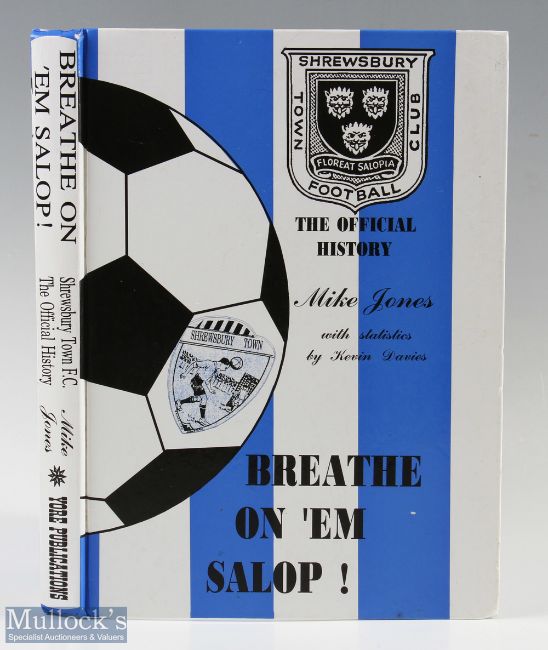 BREATHE ON
'EM SALOP!
Shrewsbury Town F.C.
The Official History
Mike
Jones
YORE PUBLICATIONS
SHREWSBURY
TOWN
CLUB
FLOREAT SALOPIA
FOOTBALL
THE OFFICIAL
HISTORY
Mike Jones
with statistics
by Kevin Davies
SHREWSBURY TOWN
BREATHE
ON 'EM
SALOP !
Mullock's
Specialist Auctioneers & Valuers